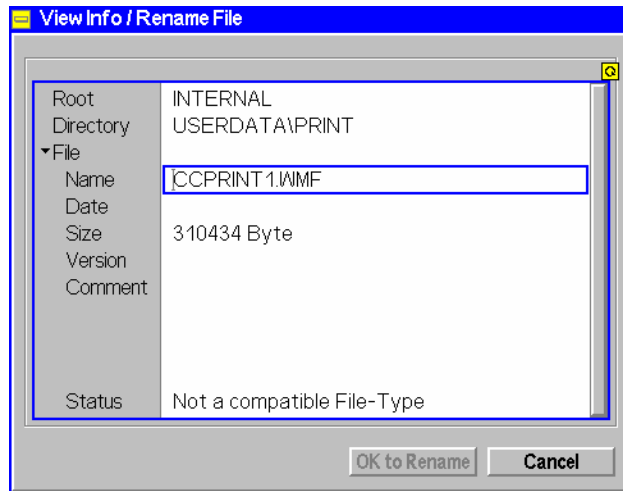 View Info / Rename File
Root INTERNAL
Directory USERDATA\PRINT
File
Name CCPRINT1.WMF
Date
Size 310434 Byte
Version
Comment
Status Not a compatible File-Type
OK to Rename Cancel